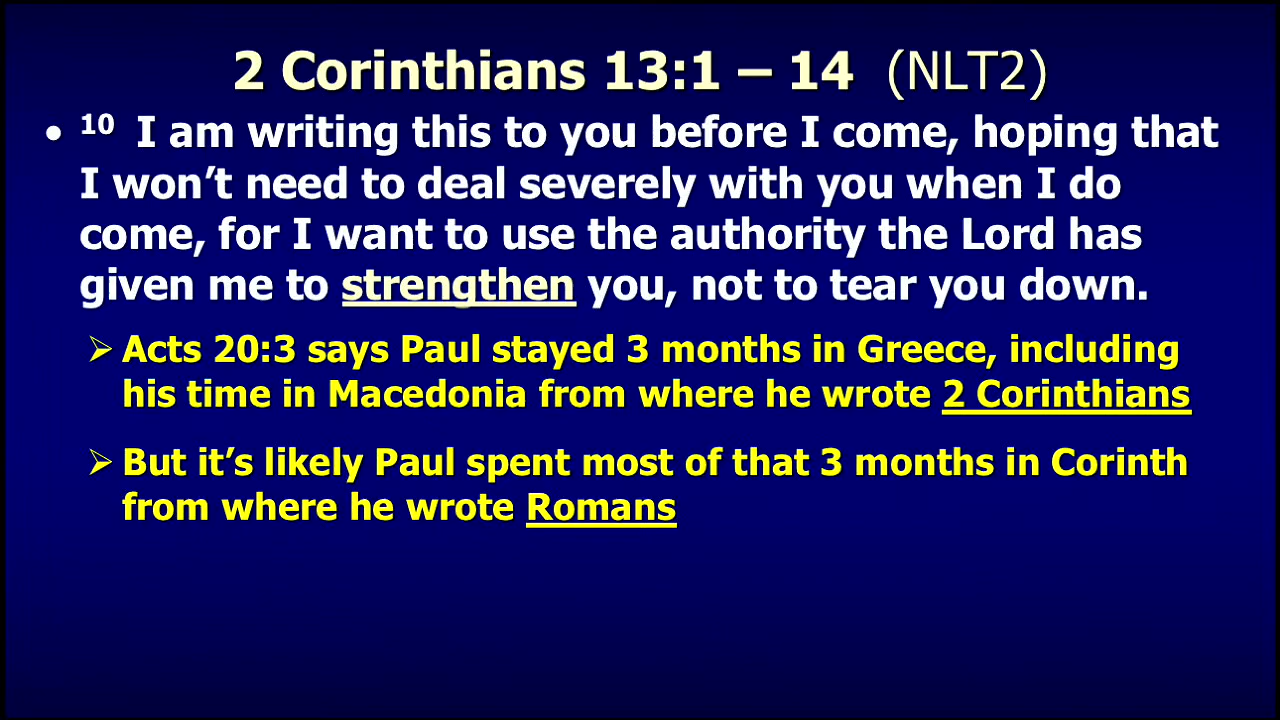 2 Corinthians 13:1 – 14 (NLT2)
• 10 I am writing this to you before I come, hoping that
I won’t need to deal severely with you when I do
come, for I want to use the authority the Lord has
given me to strengthen you, not to tear you down.
➢ Acts 20:3 says Paul stayed 3 months in Greece, including
his time in Macedonia from where he wrote 2 Corinthians
➢ But it’s likely Paul spent most of that 3 months in Corinth
from where he wrote Romans